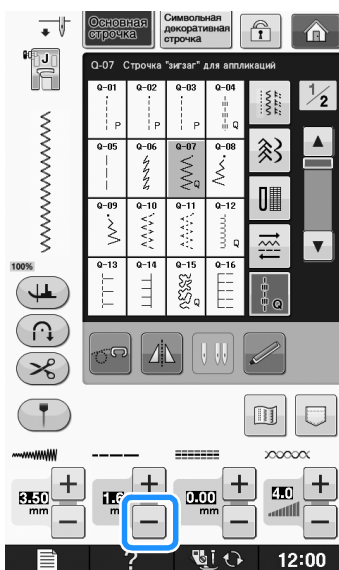 Основная строчка
Символьная декоративная строчка
J
Q-07 Строчка "зигзаг" для аппликаций
1/2
Q-01 Q-02 Q-03 Q-04
P P P Q
Q-05 Q-06 Q-07 Q-08
Q
Q-09 Q-10 Q-11 Q-12
Q
Q-13 Q-14 Q-15 Q-16
Q
Q
100%
3.50 mm
mm
0.00 mm
4.0
?
12:00